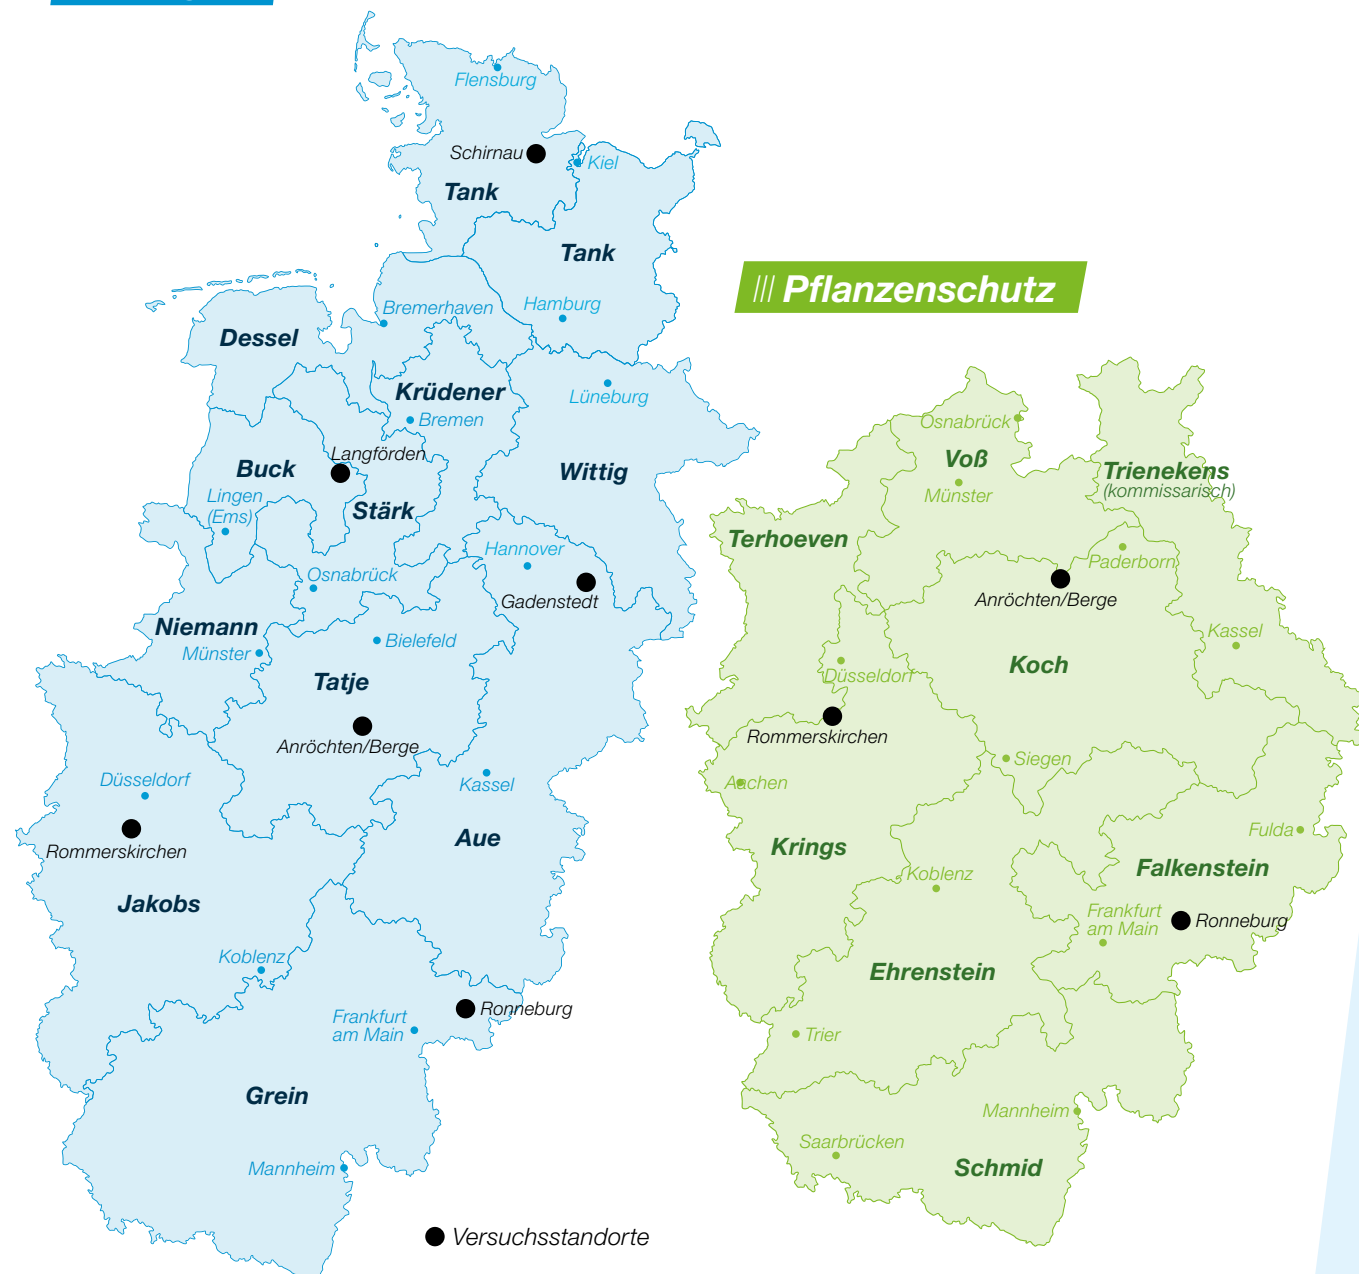 Flensburg
Schirnau
Kiel
Tank
Tank
Bremerhaven
Hamburg
Dessel
Krüdener
Lüneburg
Bremen
Langförden
Buck
Wittig
Lingen
(Ems)
Stärk
Hannover
Osnabrück
Gadenstedt
Niemann
Münster
Bielefeld
Tatje
Anröchten/Berge
Düsseldorf
Kassel
Rommerskirchen
Aue
Jakobs
Koblenz
Ronneburg
Frankfurt
am Main
Grein
Mannheim
Versuchsstandorte
/// Pflanzenschutz
Osnabrück
Voß
Trienekens
(kommissarisch)
Münster
Terhoeven
Paderborn
Anröchten/Berge
Kassel
Koch
Düsseldorf
Rommerskirchen
Siegen
Aachen
Fulda
Krings
Falkenstein
Koblenz
Frankfurt
am Main
Ronneburg
Ehrenstein
Trier
Mannheim
Saarbrücken
Schmid